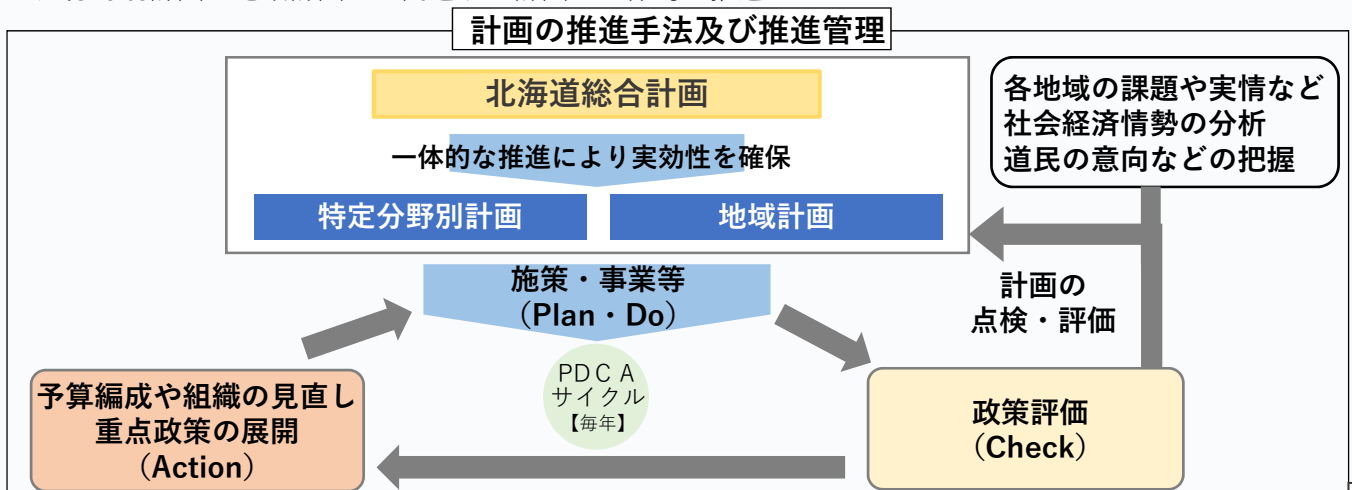 計画の推進手法及び推進管理
北海道総合計画
一体的な推進により実効性を確保
特定分野別計画
地域計画
各地域の課題や実情など
社会経済情勢の分析
道民の意向などの把握
計画の
点検・評価
施策・事業等
（Plan・Do）
PDCA
サイクル
【毎年】
予算編成や組織の見直し
重点政策の展開
（Action）
政策評価
（Check）